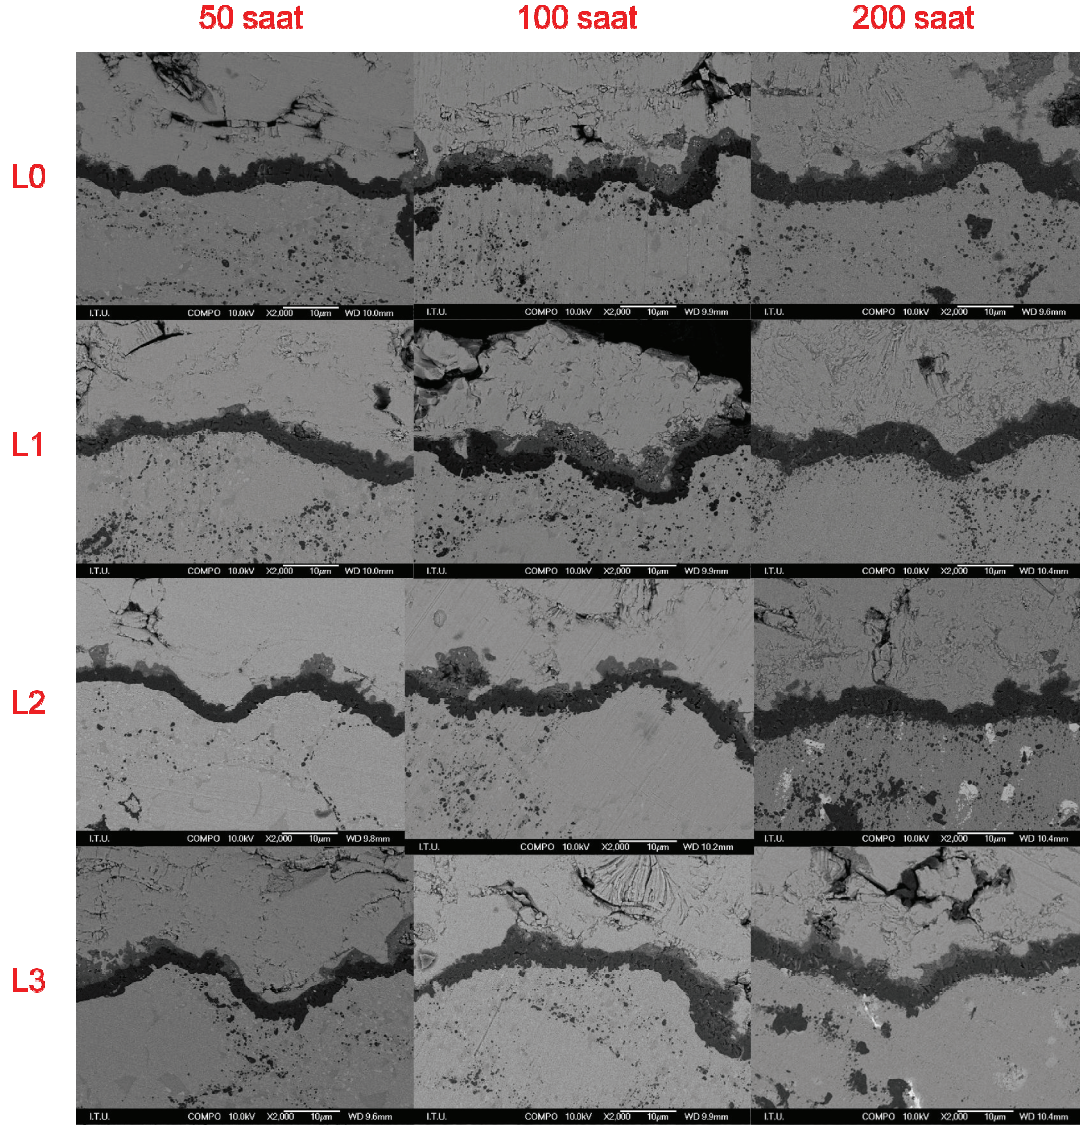 50 saat 100 saat 200 saat
L0
I.T.U. COMPO 10.0kV X2,000 10µm WD 10.0mm
I.T.U. COMPO 10.0kV X2,000 10µm WD 9.9mm
I.T.U. COMPO 10.0kV X2,000 10µm WD 9.6mm
L1
I.T.U. COMPO 10.0kV X2,000 10µm WD 10.0mm
I.T.U. COMPO 10.0kV X2,000 10µm WD 9.9mm
I.T.U. COMPO 10.0kV X2,000 10µm WD 10.4mm
L2
I.T.U. COMPO 10.0kV X2,000 10µm WD 9.8mm
I.T.U. COMPO 10.0kV X2,000 10µm WD 10.2mm
I.T.U. COMPO 10.0kV X2,000 10µm WD 10.4mm
L3
I.T.U. COMPO 10.0kV X2,000 10µm WD 9.6mm
I.T.U. COMPO 10.0kV X2,000 10µm WD 9.9mm
I.T.U. COMPO 10.0kV X2,000 10µm WD 10.4mm